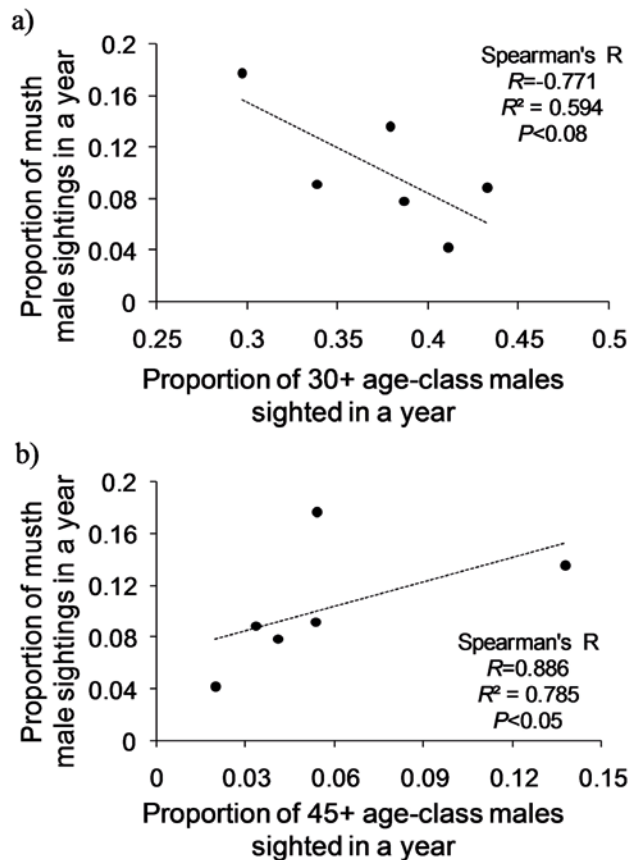 a)
Proportion of musth
male sightings in a year
0.2
0.16
0.12
0.08
0.04
0
Spearman's R
R=-0.771
R² = 0.594
P<0.08
0.25 0.3 0.35 0.4 0.45 0.5
Proportion of 30+ age-class males
sighted in a year
b)
Proportion of musth
male sightings in a year
0.2
0.16
0.12
0.08
0.04
0
Spearman's R
R=0.886
R² = 0.785
P<0.05
0 0.03 0.06 0.09 0.12 0.15
Proportion of 45+ age-class males
sighted in a year